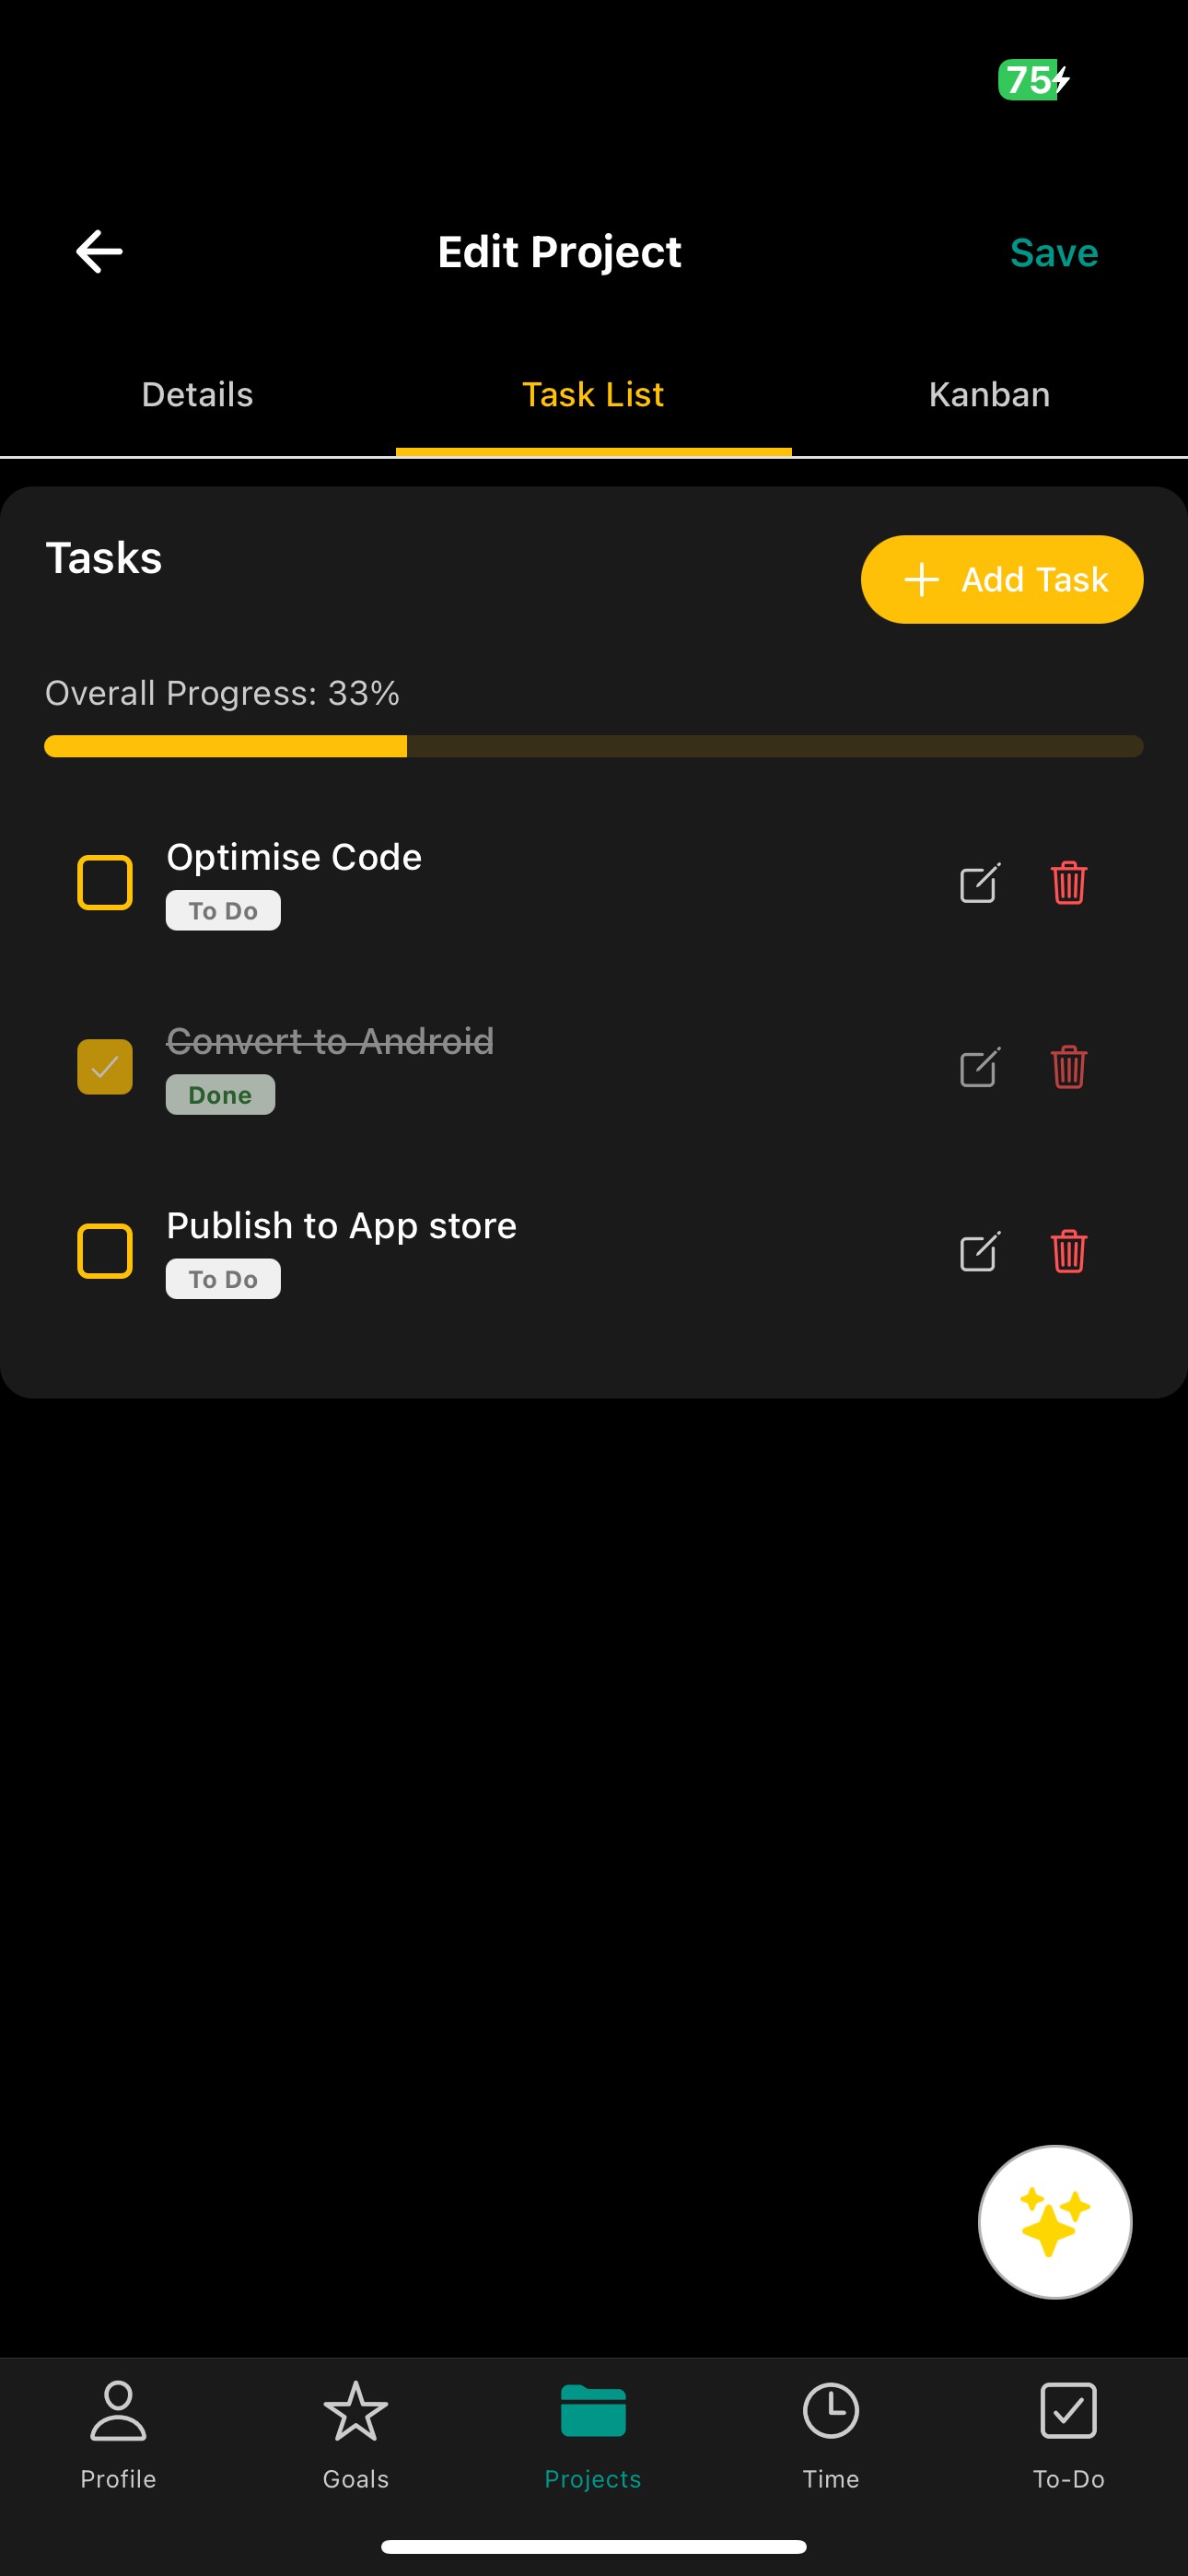 75
Edit Project
Save
Details
Task List
Kanban
Tasks
Add Task
Overall Progress: 33%
Optimise Code
To Do
Convert to Android
Done
Publish to App store
To Do
Profile
Goals
Projects
Time
To-Do